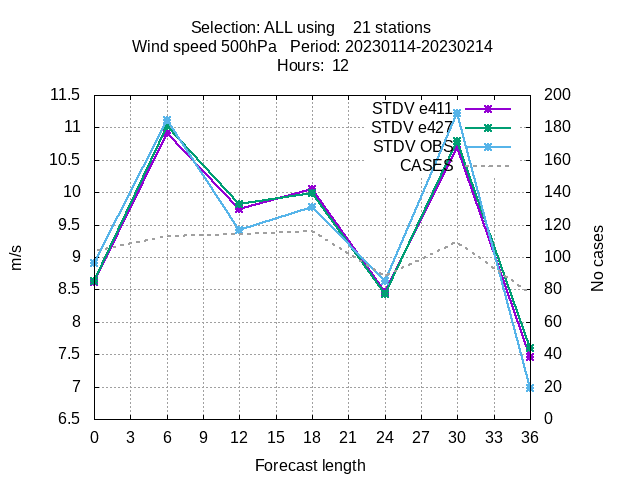 Selection: ALL using    21 stations
Wind speed 500hPa   Period: 20230114-20230214
Hours:  12
11.5
11
10.5
10
9.5
9
8.5
8
7.5
7
6.5
m/s
STDV e411
STDV e427
STDV OBS
CASES
200
180
160
140
120
100
80
60
40
20
0
No cases
0 3 6 9 12 15 18 21 24 27 30 33 36
Forecast length